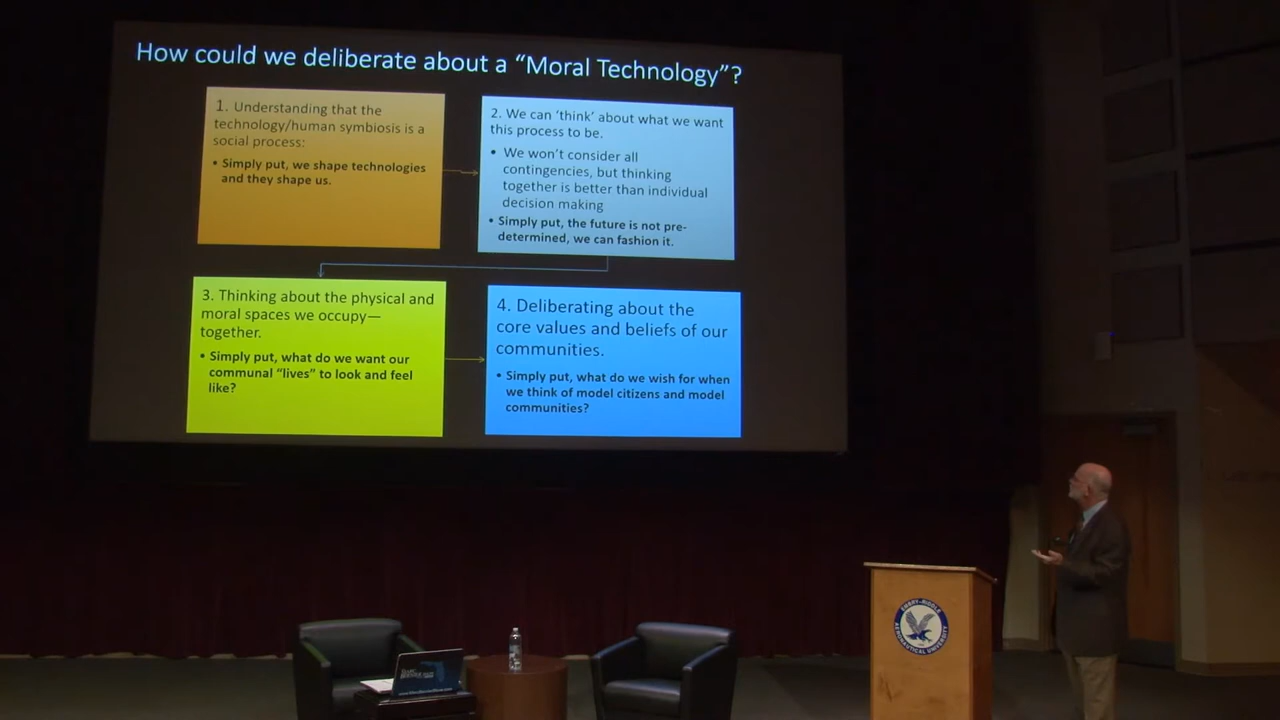 How could we deliberate about a “Moral Technology”?
1. Understanding that the
technology/human symbiosis is a
social process:
• Simply put, we shape technologies
and they shape us.
2. We can ‘think’ about what we want
this process to be.
• We won’t consider all
contingencies, but thinking
together is better than individual
decision making
• Simply put, the future is not pre-
determined, we can fashion it.
3. Thinking about the physical and
moral spaces we occupy—
together.
• Simply put, what do we want our
communal “lives” to look and feel
like?
4. Deliberating about the
core values and beliefs of our
communities.
• Simply put, what do we wish for when
we think of model citizens and model
communities?
EMBRY-RIDDLE
AERONAUTICAL UNIVERSITY